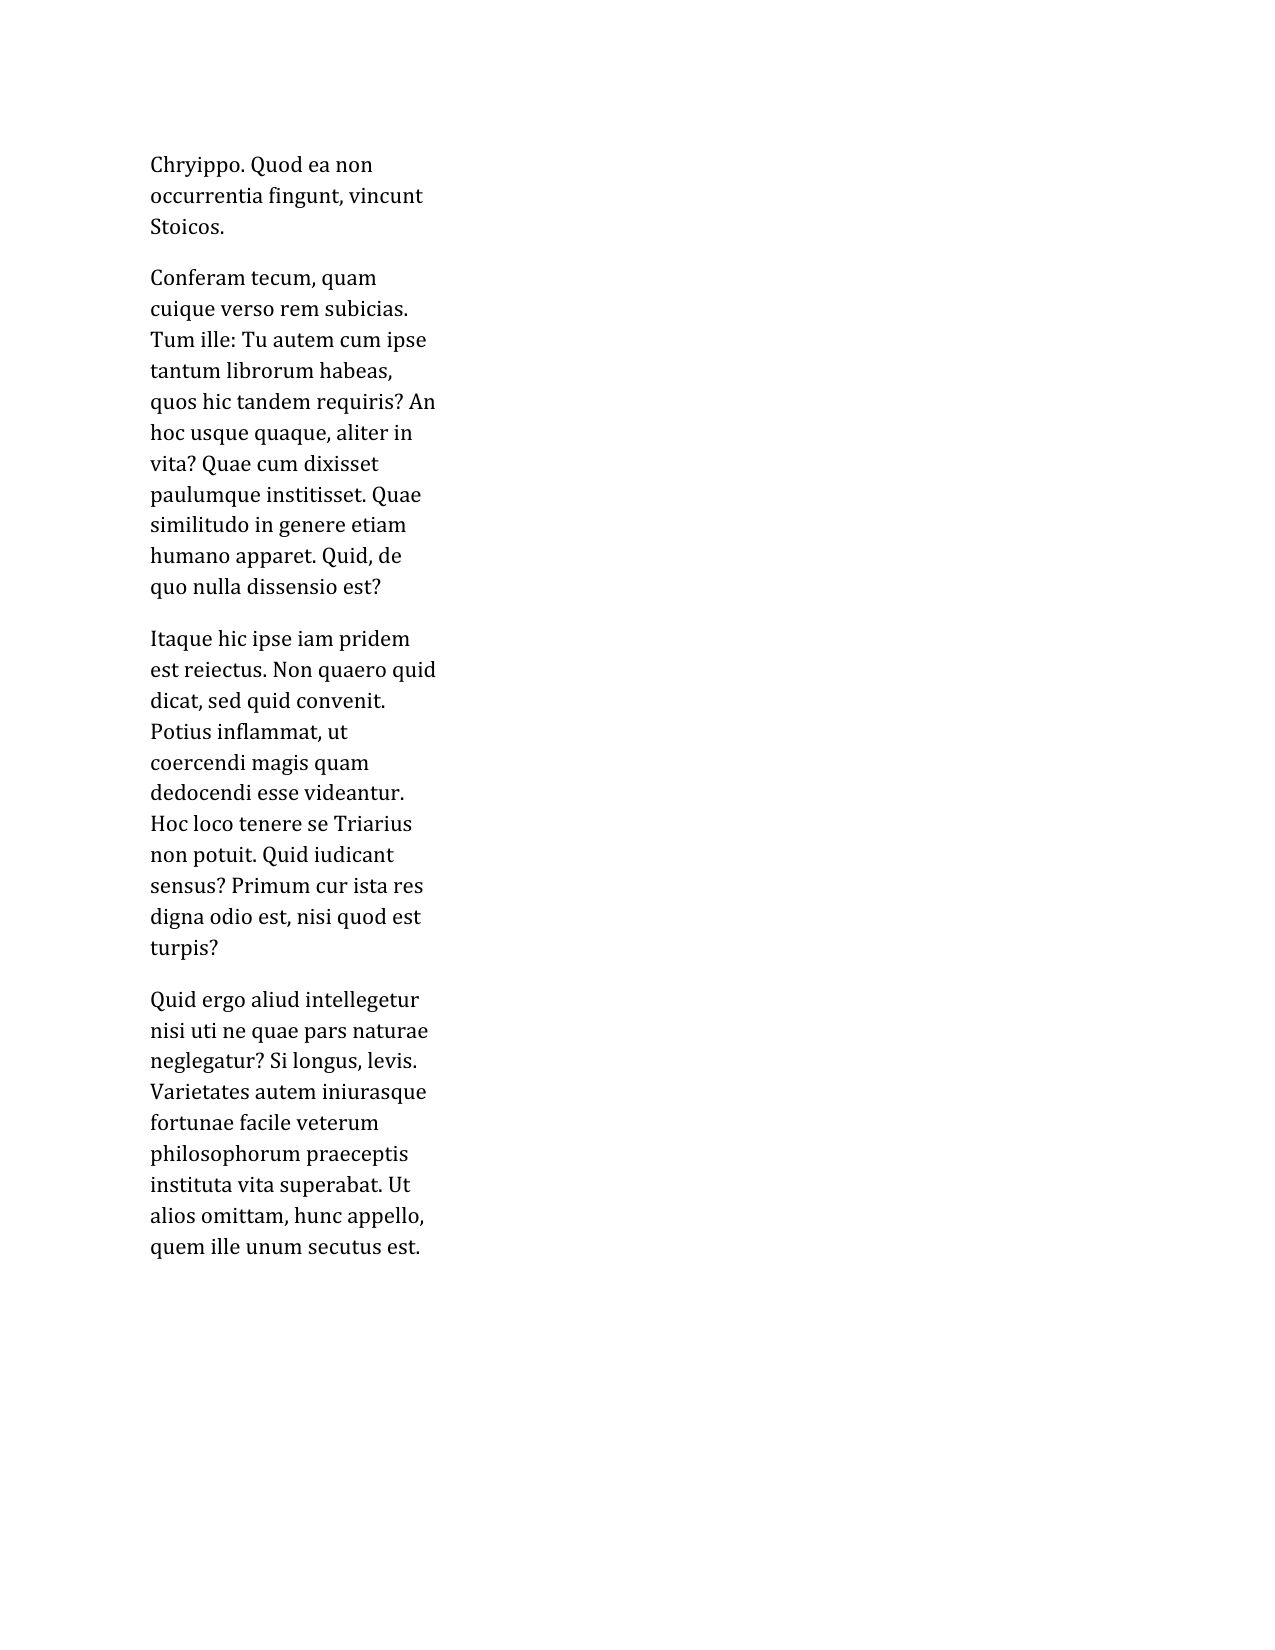 Chryippo. Quod ea non
occurrentia fingunt, vincunt
Stoicos.
Conferam tecum, quam
cuique verso rem subicias.
Tum ille: Tu autem cum ipse
tantum librorum habeas,
quos hic tandem requiris? An
hoc usque quaque, aliter in
vita? Quae cum dixisset
paulumque institisset. Quae
similitudo in genere etiam
humano apparet. Quid, de
quo nulla dissensio est?
Itaque hic ipse iam pridem
est reiectus. Non quaero quid
dicat, sed quid convenit.
Potius inflammat, ut
coercendi magis quam
dedocendi esse videantur.
Hoc loco tenere se Triarius
non potuit. Quid iudicant
sensus? Primum cur ista res
digna odio est, nisi quod est
turpis?
Quid ergo aliud intellegetur
nisi uti ne quae pars naturae
neglegatur? Si longus, levis.
Varietates autem iniurasque
fortunae facile veterum
philosophorum praeceptis
instituta vita superabat. Ut
alios omittam, hunc appello,
quem ille unum secutus est.